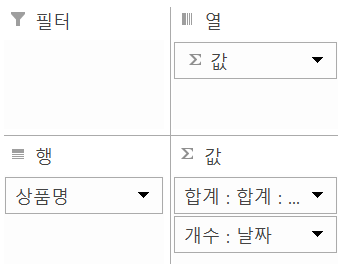 필터
열
Σ 값
행
Σ 값
상품명
합계 : 합계 : ...
개수 : 날짜